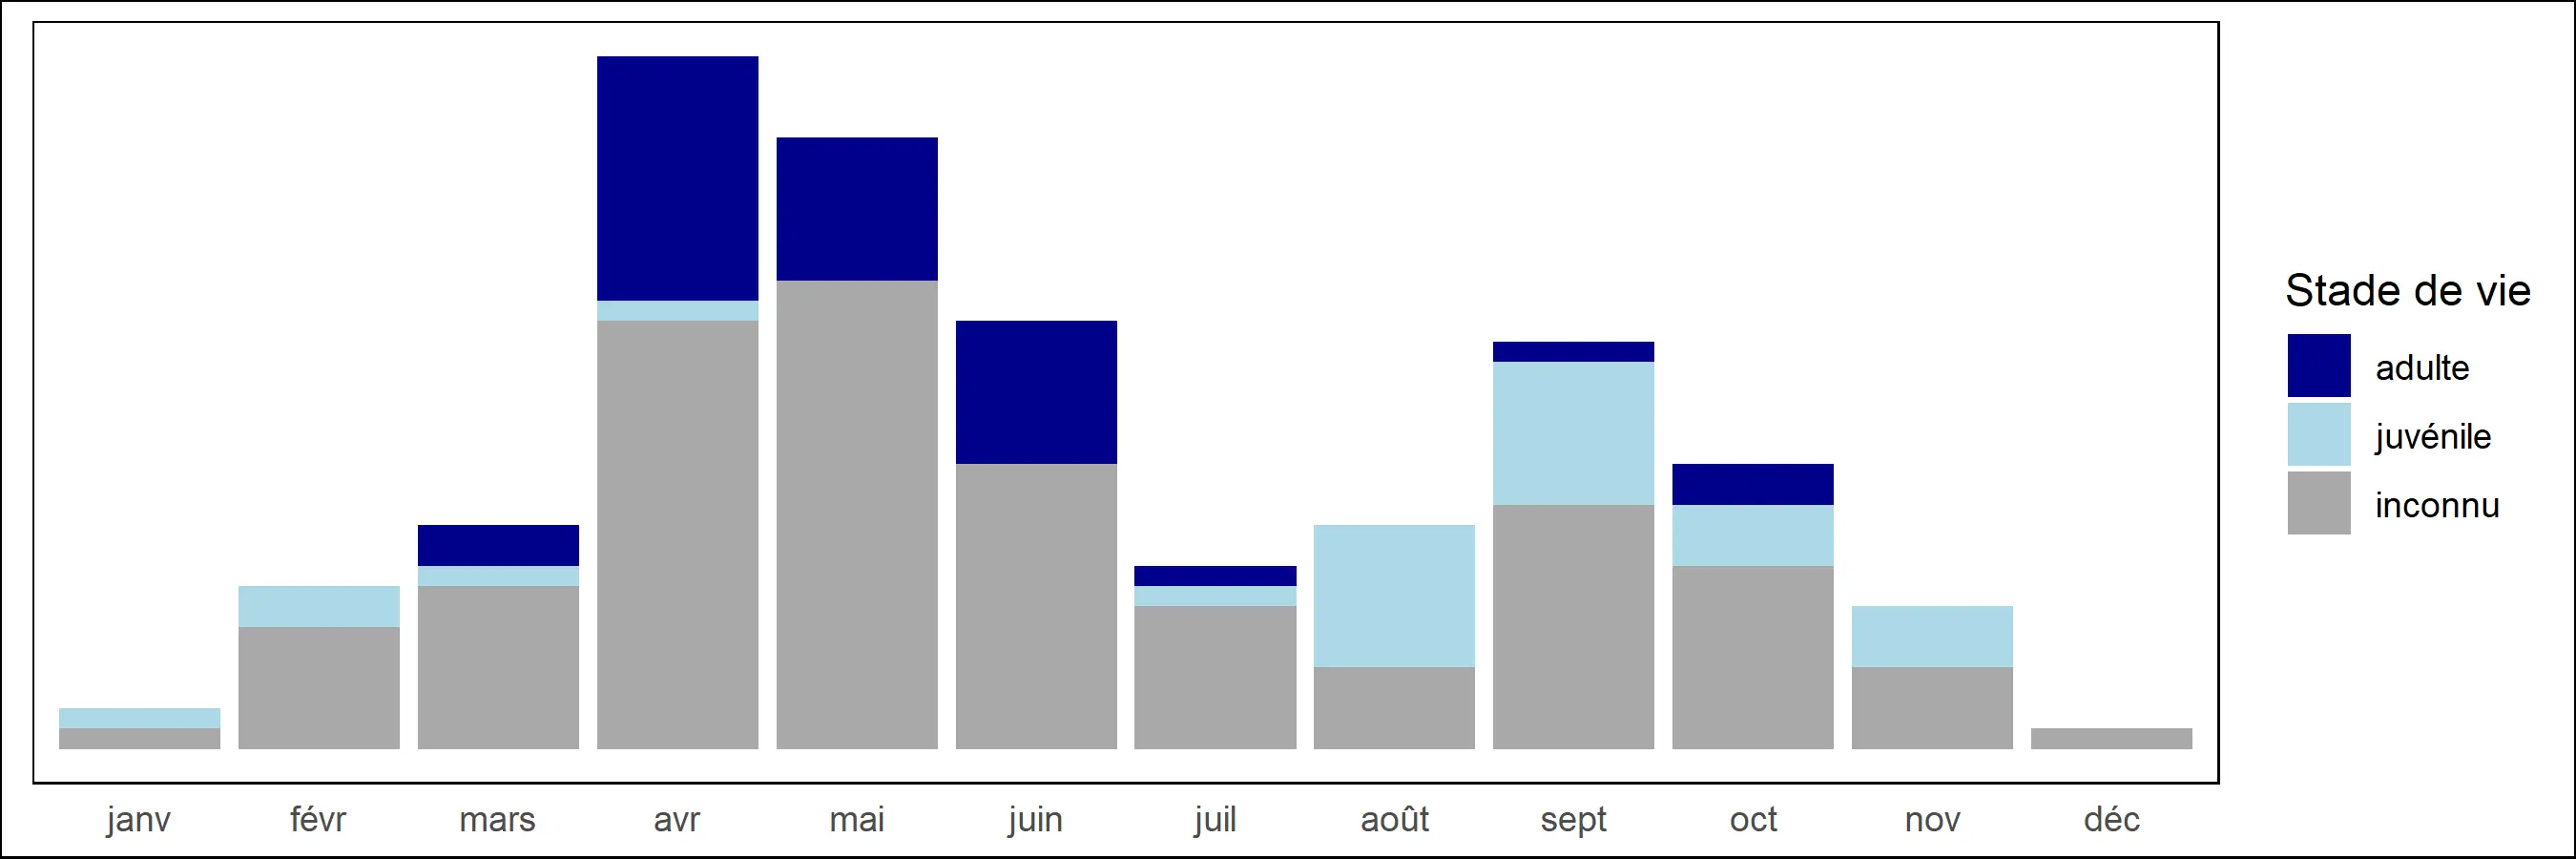 Stade de vie
adulte
juvénile
inconnu
janv févr mars avr mai juin juil août sept oct nov déc